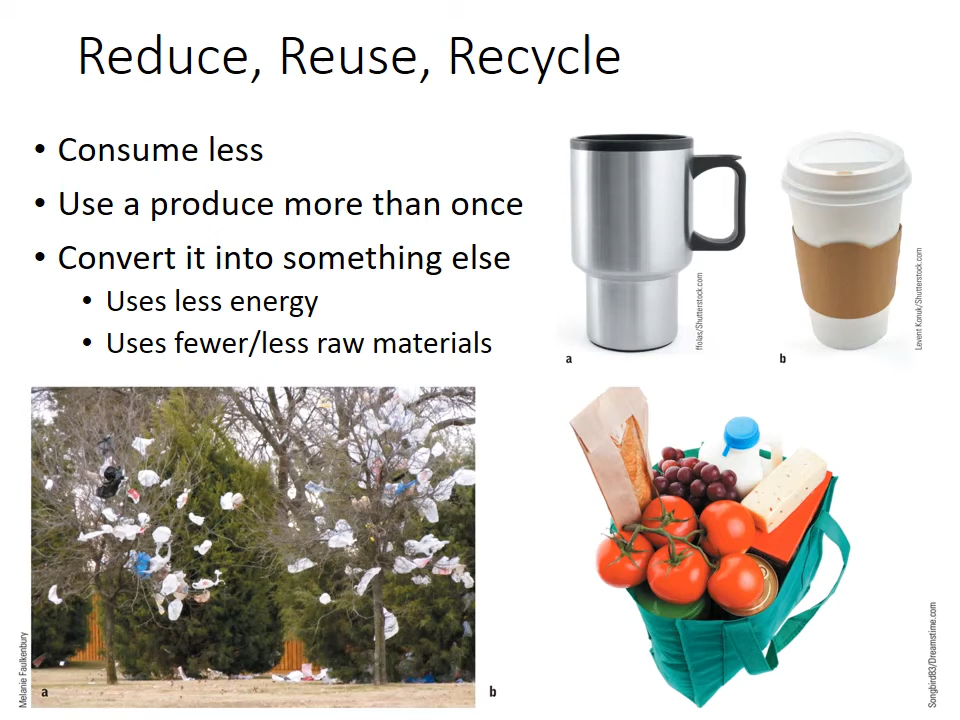 Reduce, Reuse, Recycle
• Consume less
• Use a produce more than once
• Convert it into something else
• Uses less energy
• Uses fewer/less raw materials
ffolas/Shutterstock.com
a
Levent Konuk/Shutterstock.com
b
Melanie Faulkenbury
a
b
Songbird83/Dreamstime.com